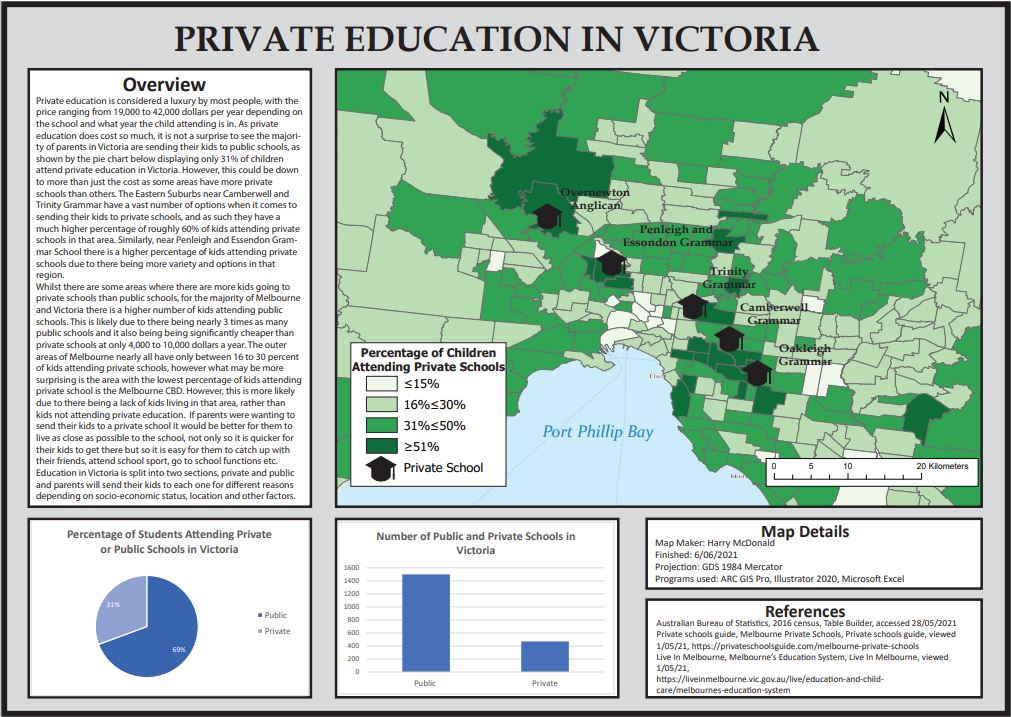 PRIVATE EDUCATION IN VICTORIA
Overview
Private education is considered a luxury by most people, with the
price ranging from 19,000 to 42,000 dollars per year depending on
the school and what year the child attending is in. As private
education does cost so much, it is not a surprise to see the majori-
ty of parents in Victoria are sending their kids to public schools, as
shown by the pie chart below displaying only 31% of children
attend private education in Victoria. However, this could be down
to more than just the cost as some areas have more private
schools than others. The Eastern Suburbs near Camberwell and
Trinity Grammar have a vast number of options when it comes to
sending their kids to private schools, and as such they have a
much higher percentage of roughly 60% of kids attending private
schools in that area. Similarly, near Penleigh and Essendon Gram-
mar School there is a higher percentage of kids attending private
schools due to there being more variety and options in that
region.
Whilst there are some areas where there are more kids going to
private schools than public schools, for the majority of Melbourne
and Victoria there is a higher number of kids attending public
schools. This is likely due to there being nearly 3 times as many
public schools and it also being being significantly cheaper than
private schools at only 4,000 to 10,000 dollars a year. The outer
areas of Melbourne nearly all have only between 16 to 30 percent
of kids attending private schools, however what may be more
surprising is the area with the lowest percentage of kids attending
private school is the Melbourne CBD. However, this is more likely
due to there being a lack of kids living in that area, rather than
kids not attending private education. If parents were wanting to
send their kids to a private school it would be better for them to
live as close as possible to the school, not only so it is quicker for
their kids to get there but so it is easy for them to catch up with
their friends, attend school sport, go to school functions etc.
Education in Victoria is split into two sections, private and public
and parents will send their kids to each one for different reasons
depending on socio-economic status, location and other factors.
N
Overnewton
Anglican
Penleigh and
Essondon Grammar
Trinity
Grammar
Camberwell
Grammar
Oakleigh
Grammar
Port Phillip Bay
Percentage of Children
Attending Private Schools
≤15%
16%≤30%
31%≤50%
≥51%
Private School
0 5 10 20 Kilometers
Percentage of Students Attending Private
or Public Schools in Victoria
31%
69%
Public
Private
Number of Public and Private Schools in
Victoria
1600
1400
1200
1000
800
600
400
200
0
Public Private
Map Details
Map Maker: Harry McDonald
Finished: 6/06/2021
Projection: GDS 1984 Mercator
Programs used: ARC GIS Pro, Illustrator 2020, Microsoft Excel
References
Australian Bureau of Statistics, 2016 census, Table Builder, accessed 28/05/2021
Private schools guide, Melbourne Private Schools, Private schools guide, viewed
1/05/21, https://privateschoolsguide.com/melbourne-private-schools
Live In Melbourne, Melbourne's Education System, Live In Melbourne, viewed
1/05/21,
https://liveinmelbourne.vic.gov.au/live/education-and-child-
care/melbournes-education-system